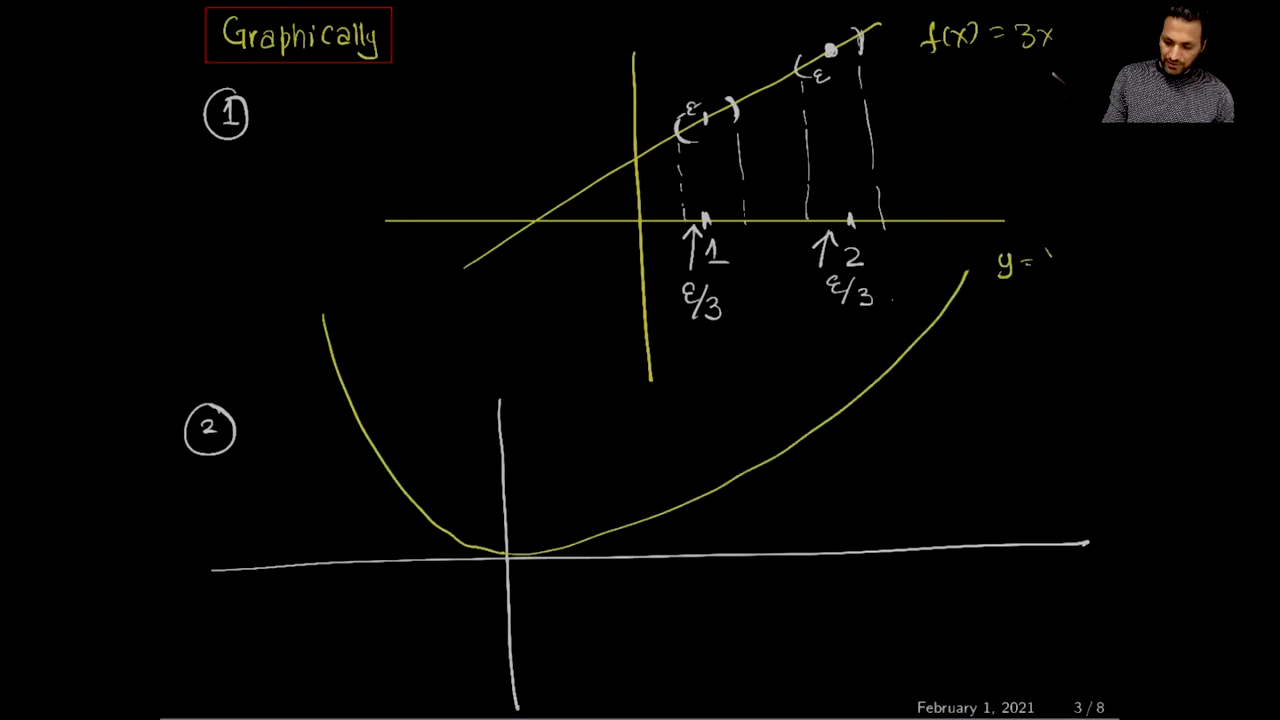 Graphically
f(x) = 3x
①
ε
ε
1
2
ε/3
ε/3
y =
②
February 1, 2021 3 / 8